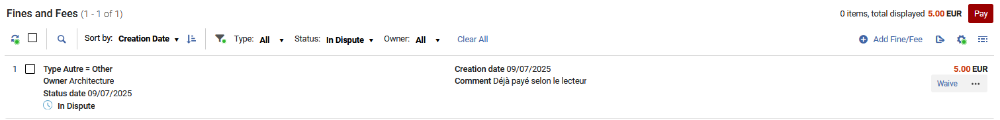 Fines and Fees (1 - 1 of 1)
0 items, total displayed 5.00 EUR Pay
Sort by: Creation Date Type: All Status: In Dispute Owner: All Clear All Add Fine/Fee
1 Type Autre = Other Creation date 09/07/2025 5.00 EUR
Owner Architecture Comment Déjà payé selon le lecteur Waive
Status date 09/07/2025
In Dispute